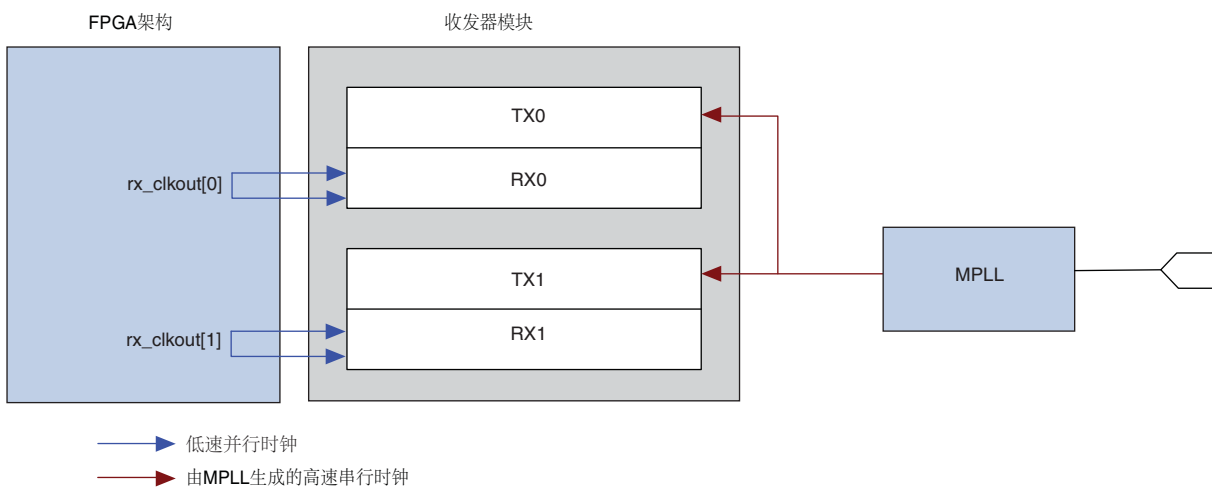 FPGA架构
收发器模块
TX0
rx_clkout[0]
RX0
TX1
MPLL
rx_clkout[1]
RX1
低速并行时钟
由MPLL生成的高速串行时钟